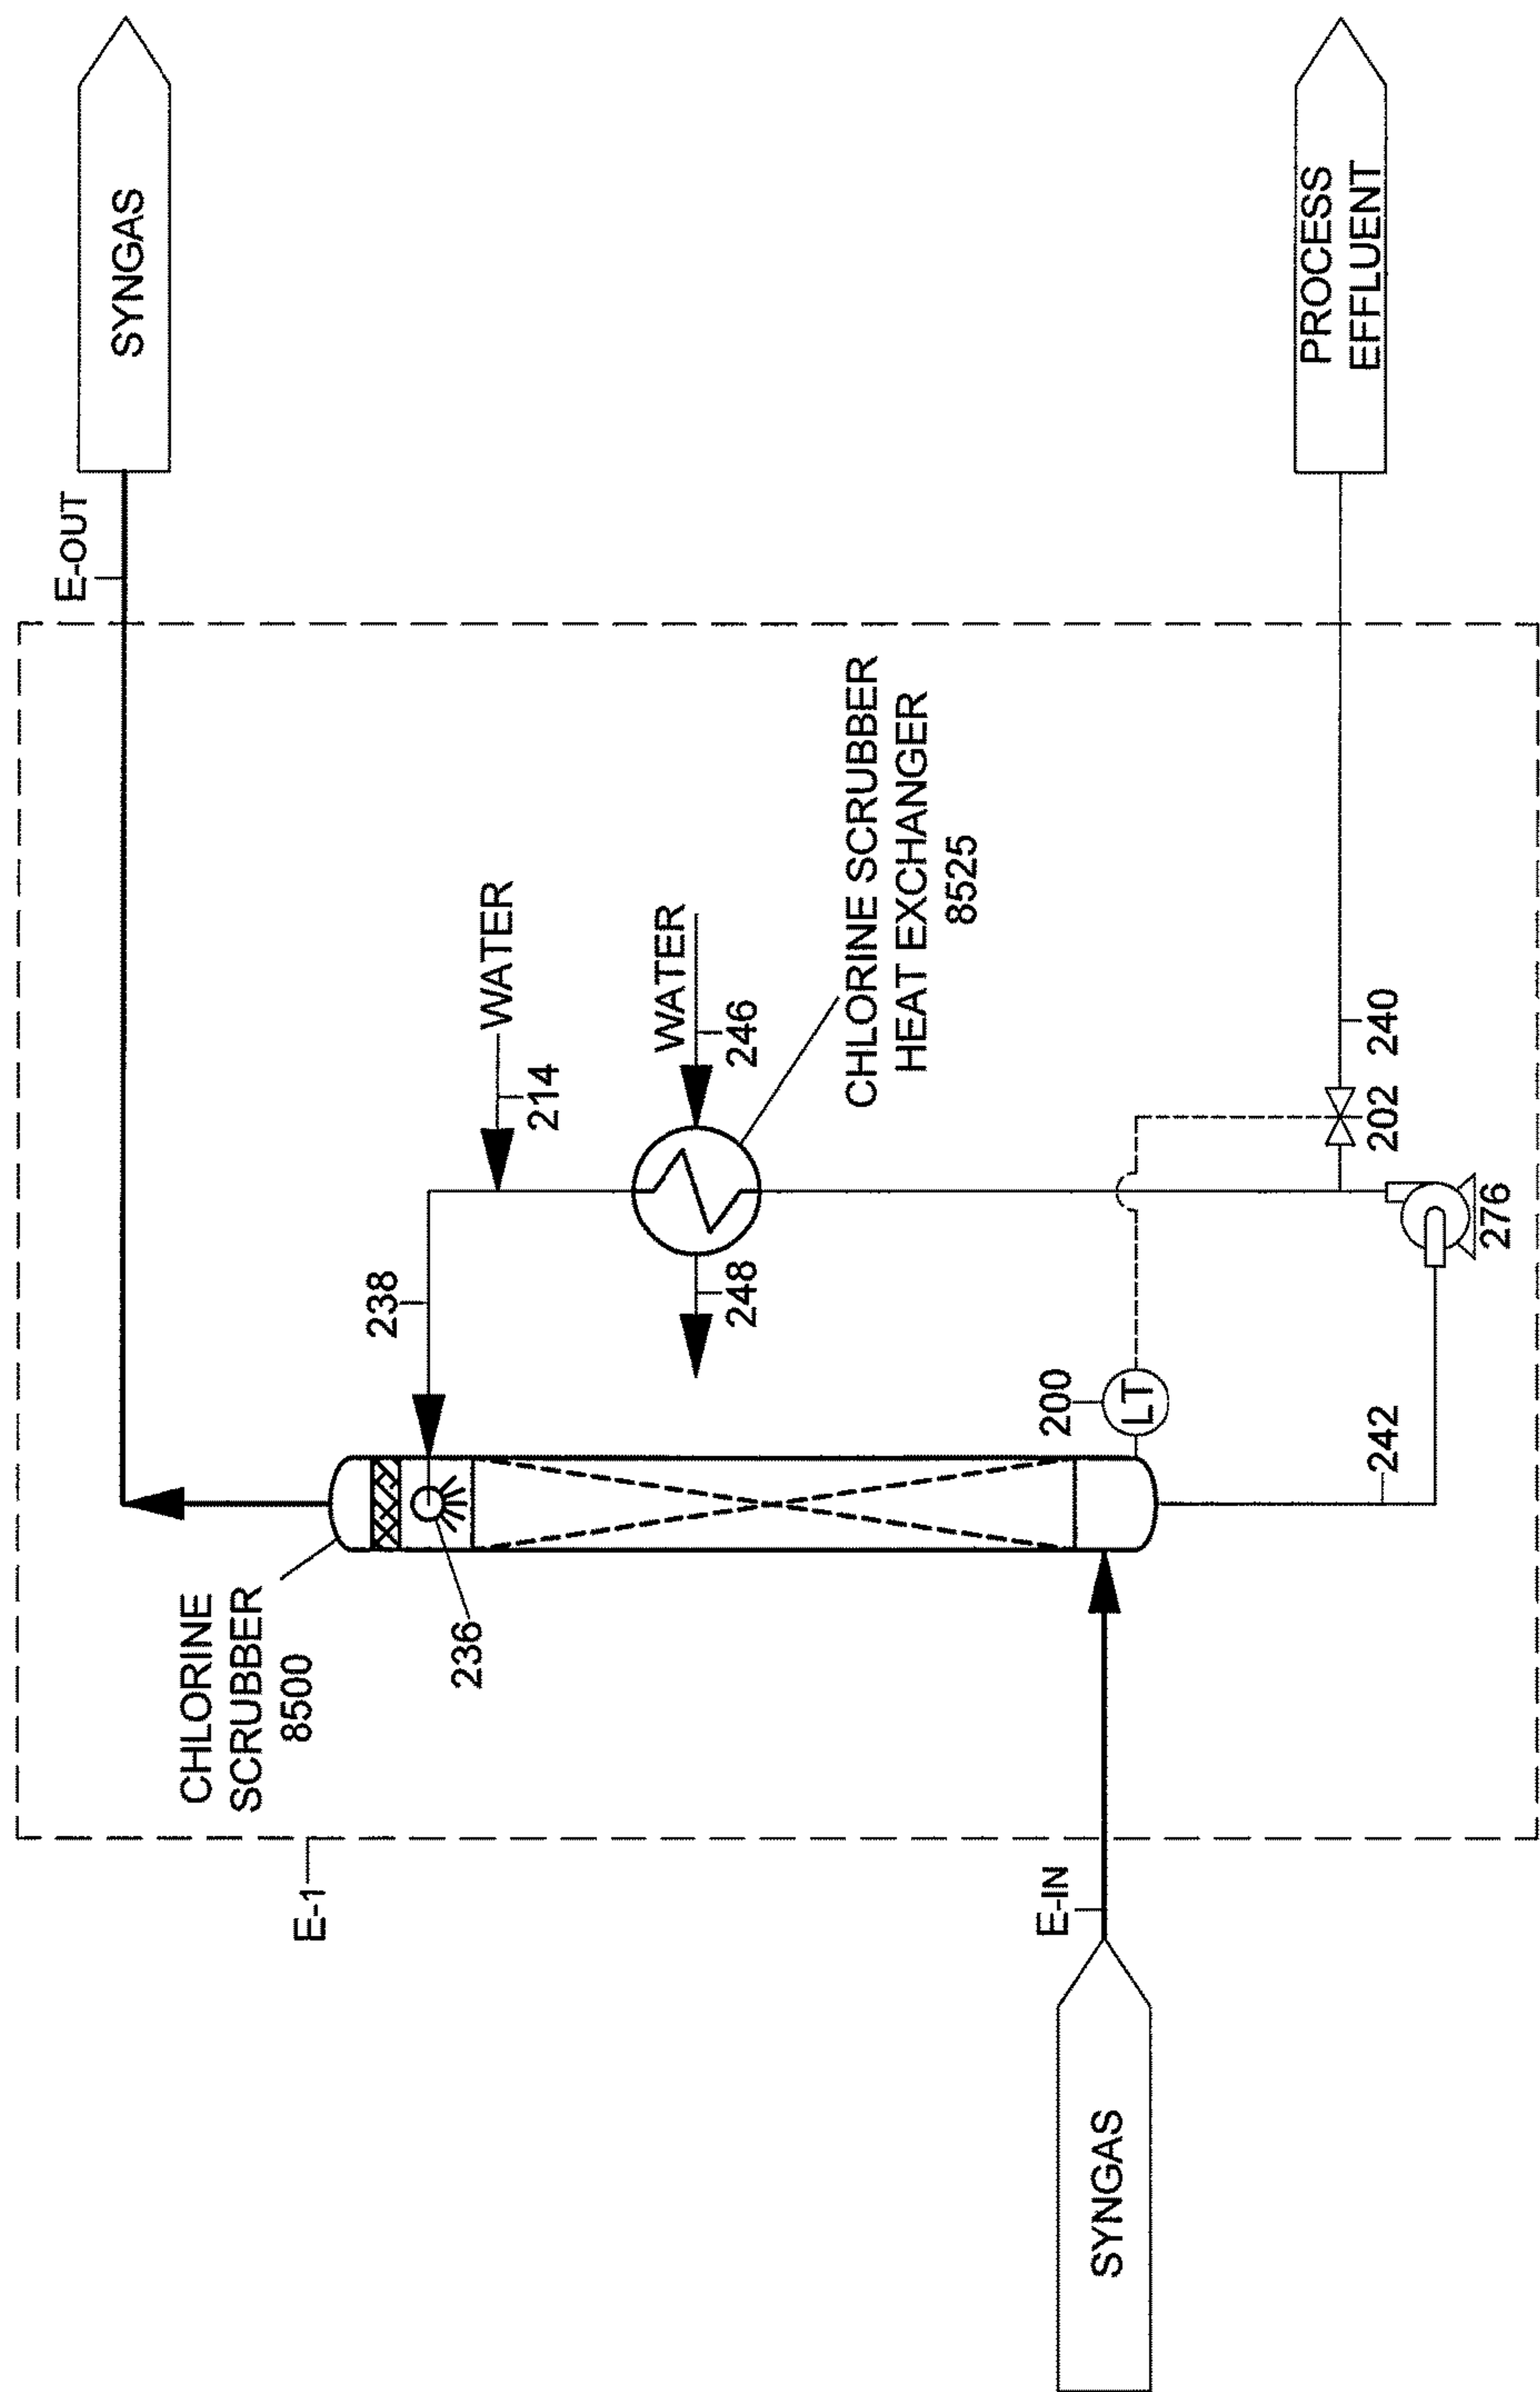 SYNGAS
E-OUT
E-1
CHLORINE
SCRUBBER
8500
236
238
WATER
214
WATER
246
248
CHLORINE SCRUBBER
HEAT EXCHANGER
8525
200
LT
E-IN
SYNGAS
242
276
202
240
PROCESS
EFFLUENT